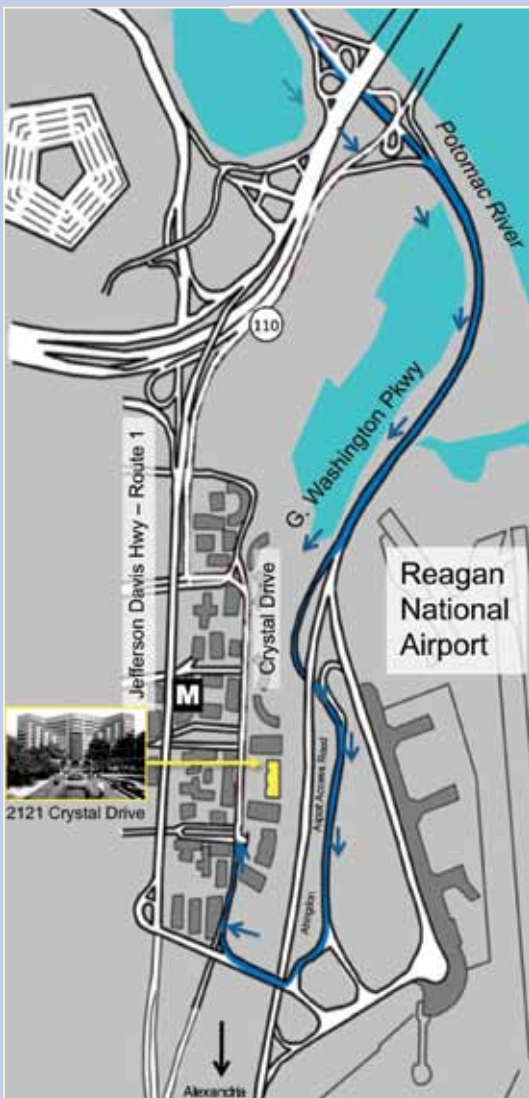 Potomac River
110
G. Washington Pkwy
Jefferson Davis Hwy – Route 1
Crystal Drive
Reagan
National
Airport
M
2121 Crystal Drive
Airport Access Road
Abingdon
Alexandria